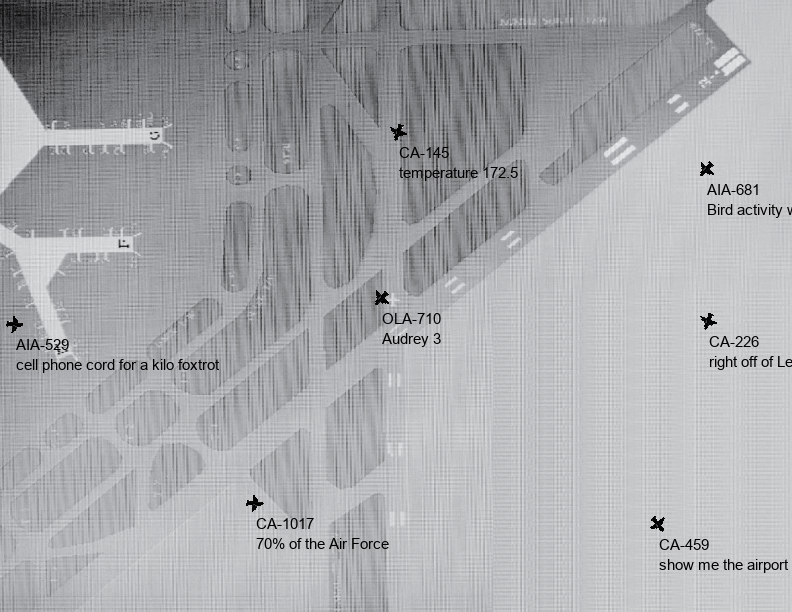 CA-145
temperature 172.5
AIA-681
Bird activity w
OLA-710
Audrey 3
AIA-529
cell phone cord for a kilo foxtrot
CA-226
right off of Le
CA-1017
70% of the Air Force
CA-459
show me the airport
G
F